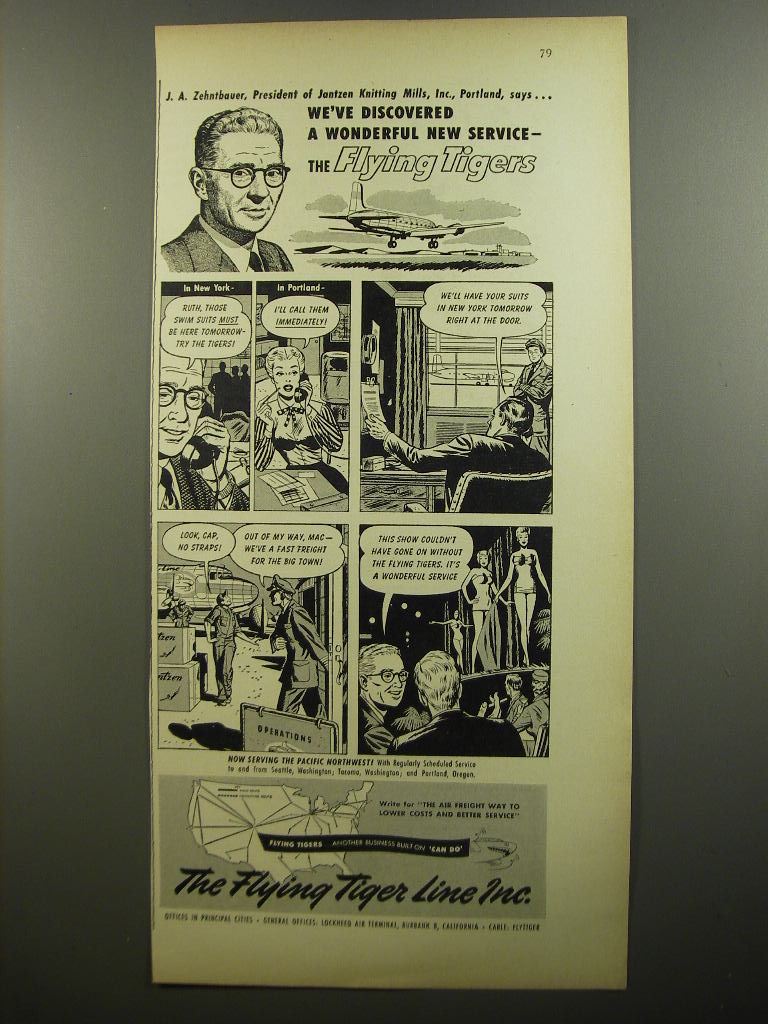 79
J. A. Zehntbauer, President of Jantzen Knitting Mills, Inc., Portland, says...
WE'VE DISCOVERED
A WONDERFUL NEW SERVICE—
THE Flying Tigers
In New York-
RUTH, THOSE
SWIM SUITS MUST
BE HERE TOMORROW-
TRY THE TIGERS!
In Portland-
I'LL CALL THEM
IMMEDIATELY!
WE'LL HAVE YOUR SUITS
IN NEW YORK TOMORROW
RIGHT AT THE DOOR.
LOOK, CAP,
NO STRAPS!
OUT OF MY WAY, MAC—
WE'VE A FAST FREIGHT
FOR THE BIG TOWN!
Line
tzen
ntzen
OPERATIONS
THIS SHOW COULDN'T
HAVE GONE ON WITHOUT
THE FLYING TIGERS. IT'S
A WONDERFUL SERVICE
NOW SERVING THE PACIFIC NORTHWEST! With Regularly Scheduled Service
to and from Seattle, Washington; Tacoma, Washington; and Portland, Oregon.
Write for "THE AIR FREIGHT WAY TO
LOWER COSTS AND BETTER SERVICE"
FLYING TIGERS ANOTHER BUSINESS BUILT ON 'CAN DO'
The Flying Tiger Line Inc.
OFFICES IN PRINCIPAL CITIES • GENERAL OFFICES: LOCKHEED AIR TERMINAL, BURBANK 8, CALIFORNIA • CABLE: FLYTIGER